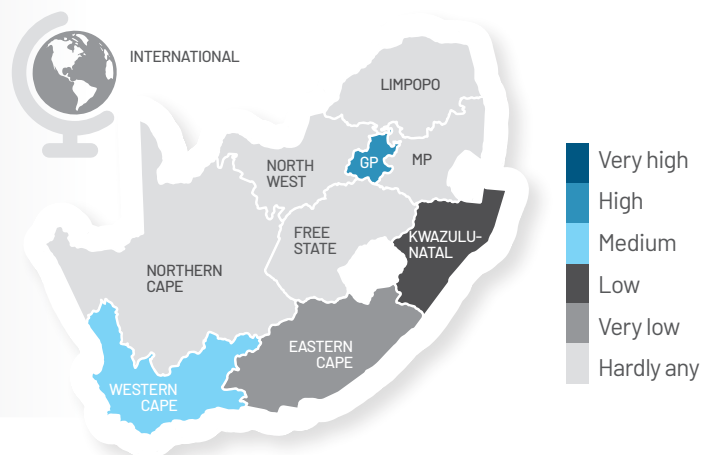 INTERNATIONAL
LIMPOPO
GP
MP
NORTH
WEST
FREE
STATE
KWAZULU-
NATAL
NORTHERN
CAPE
EASTERN
CAPE
WESTERN
CAPE
Very high
High
Medium
Low
Very low
Hardly any